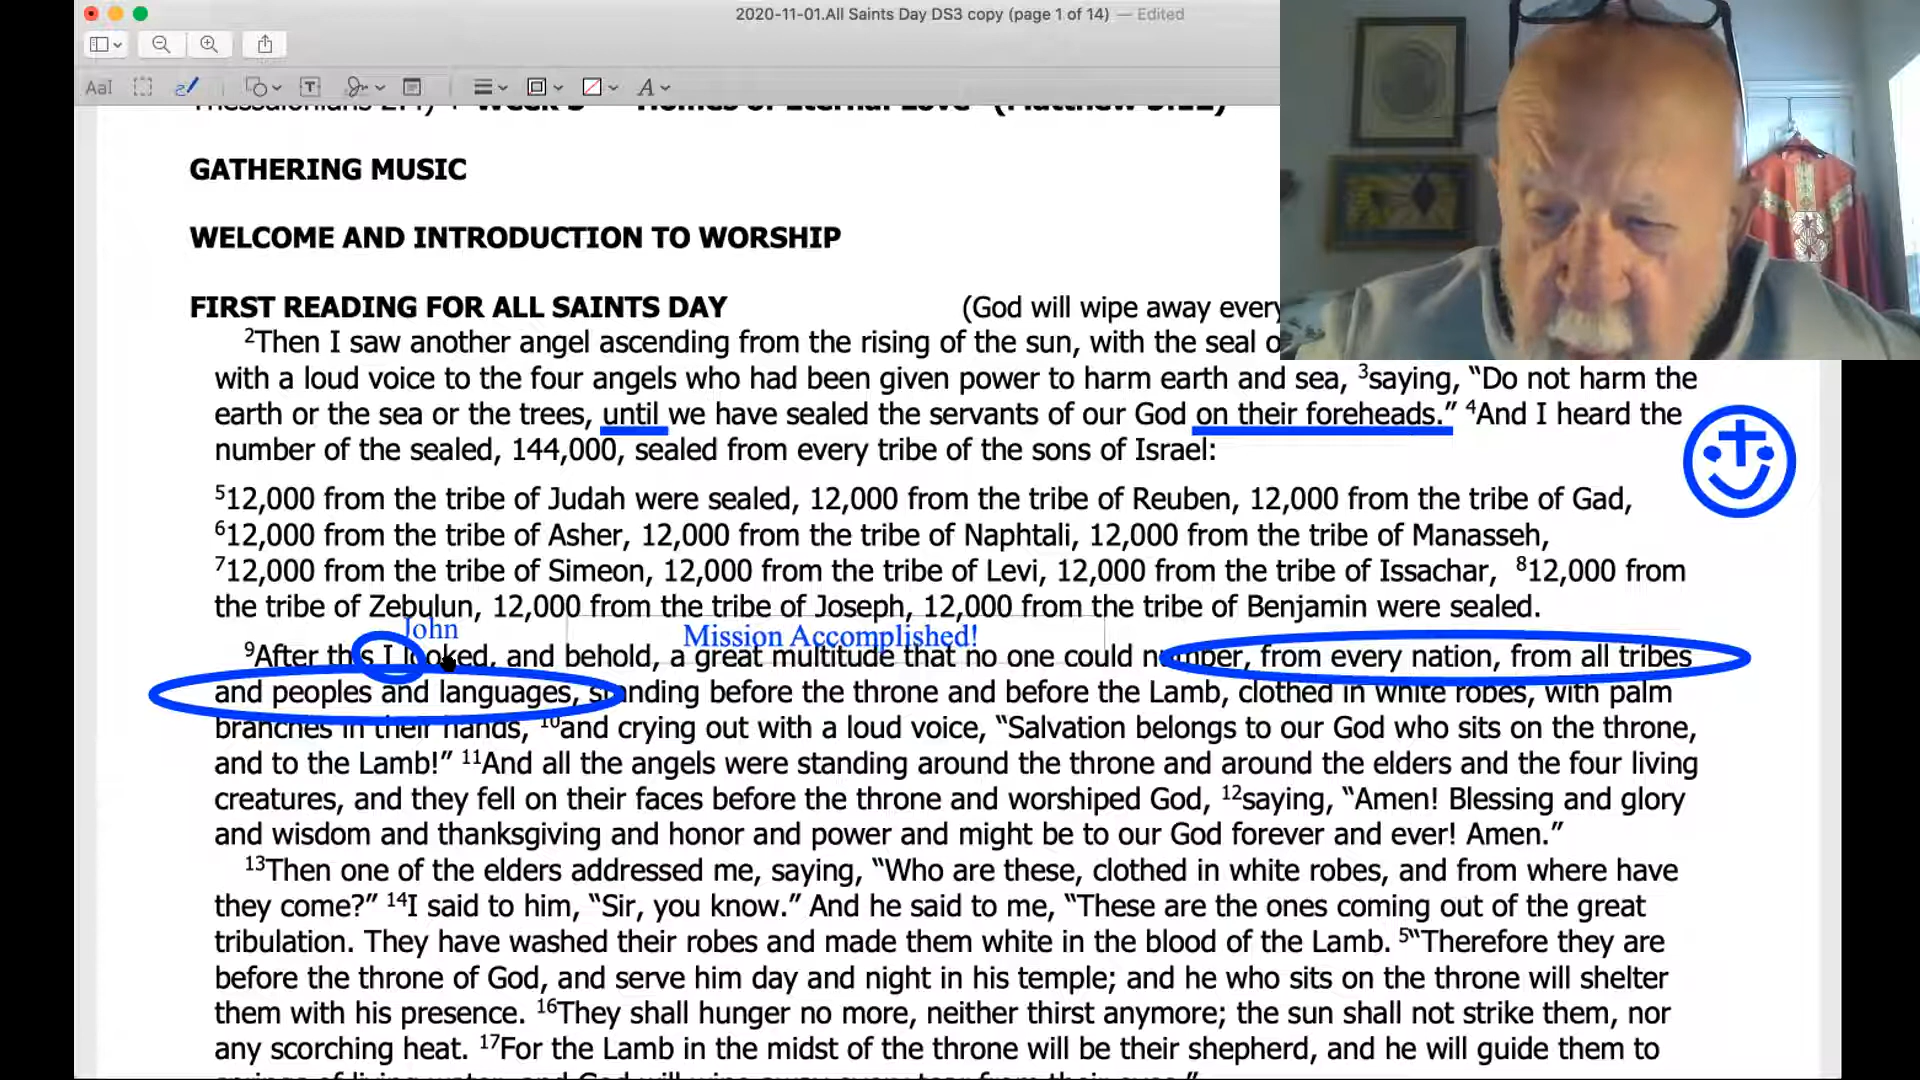 2020-11-01.All Saints Day DS3 copy (page 1 of 14) — Edited
AaI
T
A
GATHERING MUSIC
WELCOME AND INTRODUCTION TO WORSHIP
FIRST READING FOR ALL SAINTS DAY (God will wipe away every
2Then I saw another angel ascending from the rising of the sun, with the seal
with a loud voice to the four angels who had been given power to harm earth and sea, 3saying, “Do not harm the
earth or the sea or the trees, until we have sealed the servants of our God on their foreheads.” 4And I heard the
number of the sealed, 144,000, sealed from every tribe of the sons of Israel:
512,000 from the tribe of Judah were sealed, 12,000 from the tribe of Reuben, 12,000 from the tribe of Gad,
612,000 from the tribe of Asher, 12,000 from the tribe of Naphtali, 12,000 from the tribe of Manasseh,
712,000 from the tribe of Simeon, 12,000 from the tribe of Levi, 12,000 from the tribe of Issachar, 812,000 from
the tribe of Zebulun, 12,000 from the tribe of Joseph, 12,000 from the tribe of Benjamin were sealed.
John
Mission Accomplished!
9After this I looked, and behold, a great multitude that no one could number, from every nation, from all tribes
and peoples and languages, standing before the throne and before the Lamb, clothed in white robes, with palm
branches in their hands, 10and crying out with a loud voice, “Salvation belongs to our God who sits on the throne,
and to the Lamb!” 11And all the angels were standing around the throne and around the elders and the four living
creatures, and they fell on their faces before the throne and worshiped God, 12saying, “Amen! Blessing and glory
and wisdom and thanksgiving and honor and power and might be to our God forever and ever! Amen.”
13Then one of the elders addressed me, saying, “Who are these, clothed in white robes, and from where have
they come?” 14I said to him, “Sir, you know.” And he said to me, “These are the ones coming out of the great
tribulation. They have washed their robes and made them white in the blood of the Lamb. 5“Therefore they are
before the throne of God, and serve him day and night in his temple; and he who sits on the throne will shelter
them with his presence. 16They shall hunger no more, neither thirst anymore; the sun shall not strike them, nor
any scorching heat. 17For the Lamb in the midst of the throne will be their shepherd, and he will guide them to